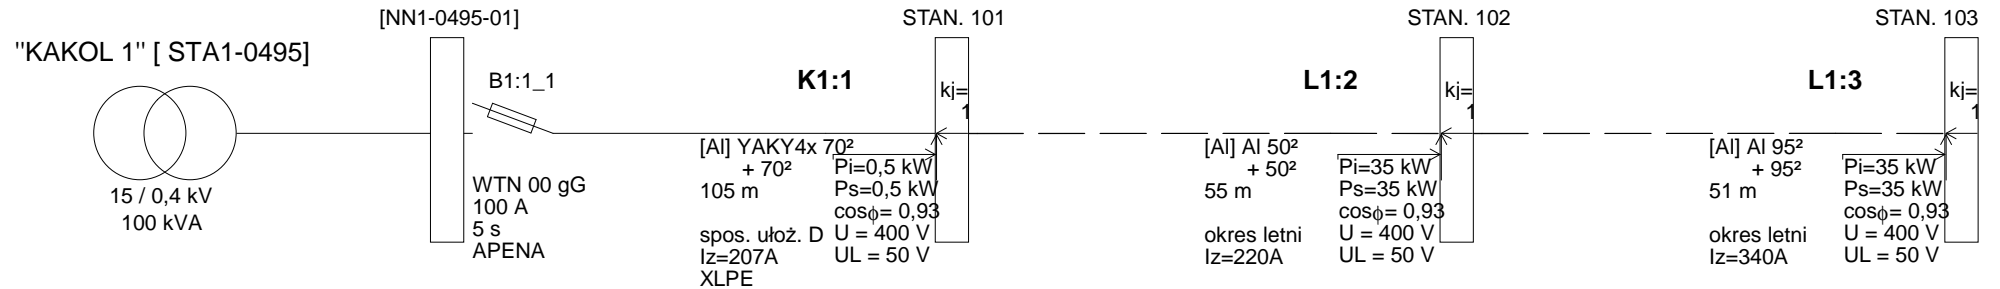 "KAKOL 1" [ STA1-0495]
15 / 0,4 kV
100 kVA
[NN1-0495-01]
B1:1_1
WTN 00 gG
100 A
5 s
APENA
K1:1
[Al] YAKY4x 70²
+ 70²
105 m
spos. ułoż. D
Iz=207A
XLPE
STAN. 101
kj=
1
Pi=0,5 kW
Ps=0,5 kW
cosϕ= 0,93
U = 400 V
UL = 50 V
L1:2
[Al] Al 50²
+ 50²
55 m
okres letni
Iz=220A
STAN. 102
kj=
1
Pi=35 kW
Ps=35 kW
cosϕ= 0,93
U = 400 V
UL = 50 V
L1:3
[Al] Al 95²
+ 95²
51 m
okres letni
Iz=340A
STAN. 103
kj=
1
Pi=35 kW
Ps=35 kW
cosϕ= 0,93
U = 400 V
UL = 50 V